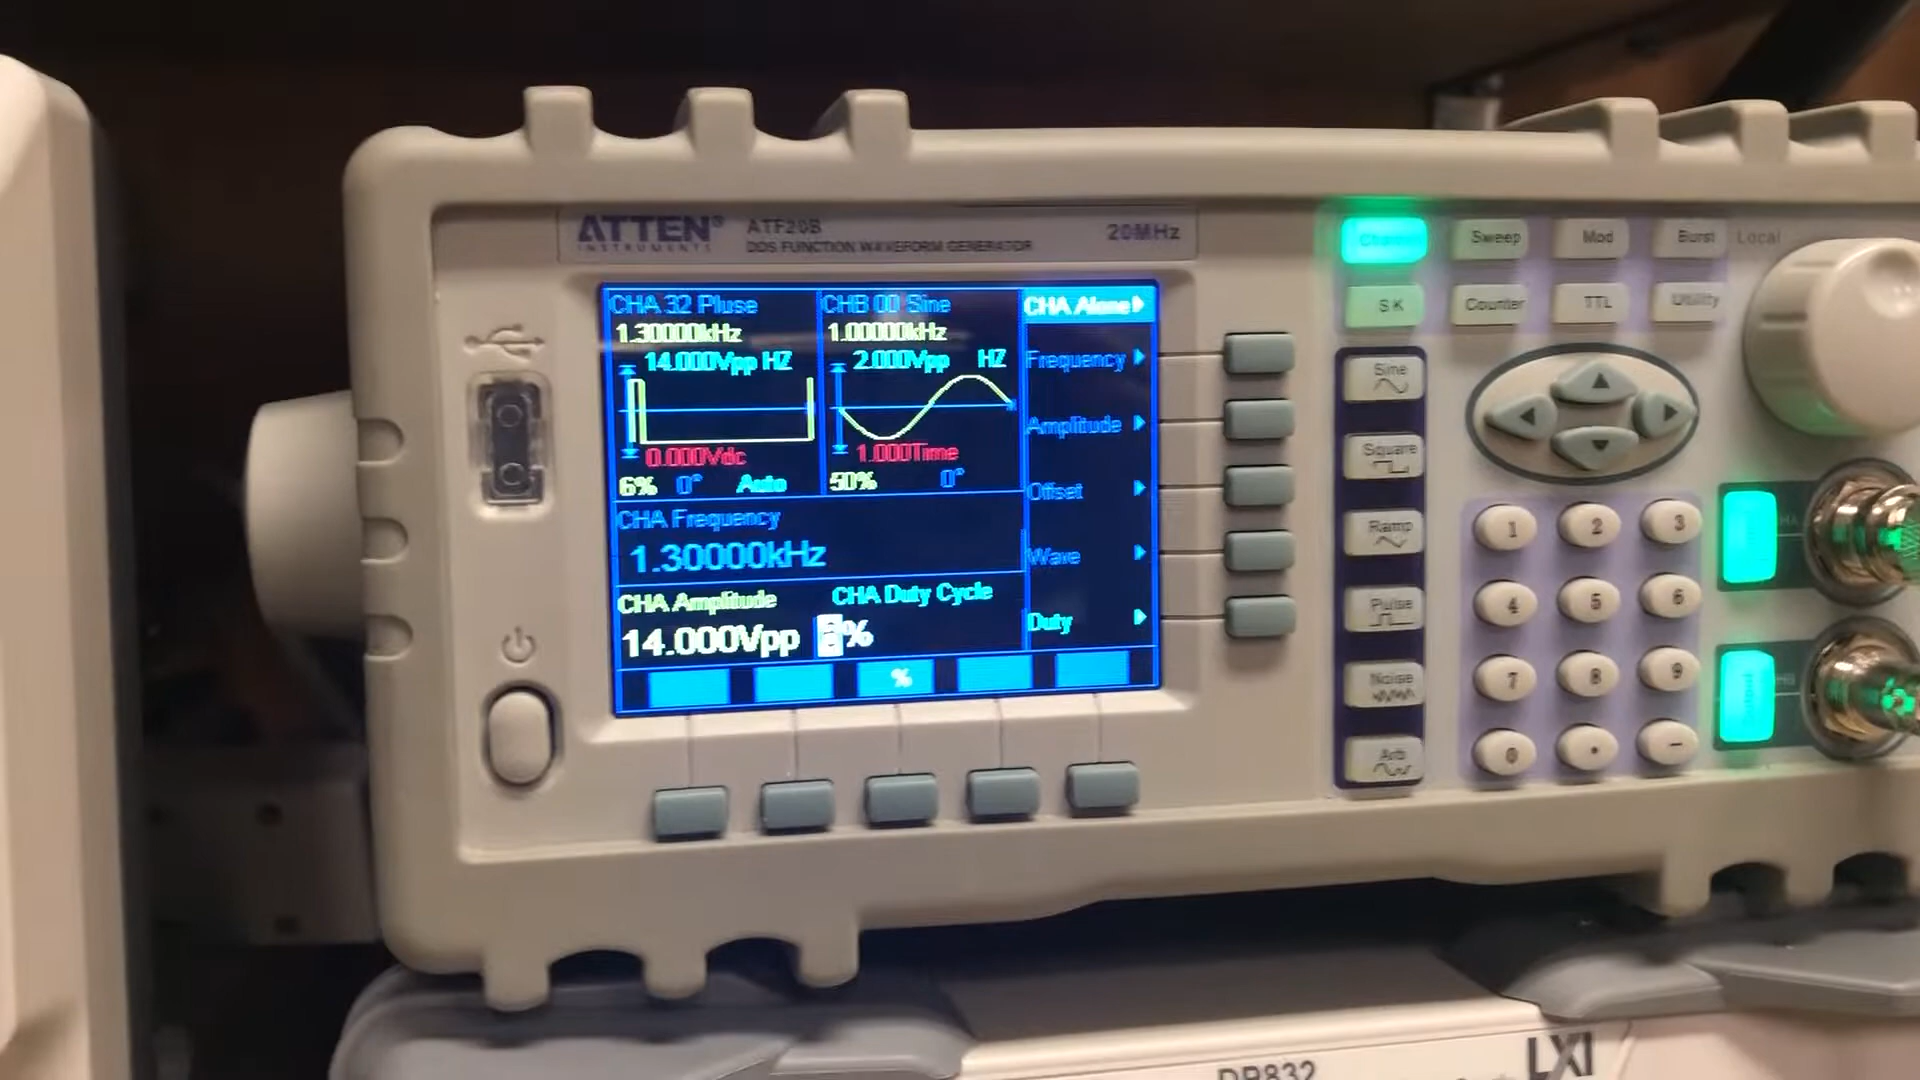 ATTEN®
INSTRUMENTS
ATF20B
DDS FUNCTION WAVEFORM GENERATOR
20MHz
CHA 32 Pluse
1.30000kHz
14.000Vpp HZ
0.000Vdc
6% 0° Auto
CHB 00 Sine
1.00000kHz
2.000Vpp HZ
1.000Time
50% 0°
CHA Alone
Frequency
Amplitude
Offset
Wave
Duty
CHA Frequency
1.30000kHz
CHA Amplitude
14.000Vpp
CHA Duty Cycle
%
%
Sweep
Mod
Burst
Local
SK
Counter
TTL
Utility
Sine
Square
Ramp
Pulse
Noise
Arb
1 2 3
4 5 6
7 8 9
0 . -
DP832
LXI